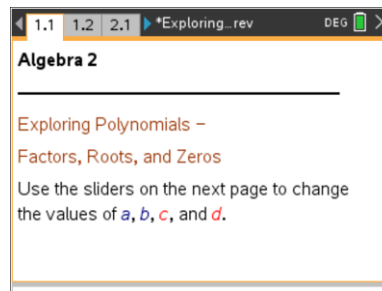 1.1 1.2 2.1 *Exploring…rev DEG
Algebra 2
Exploring Polynomials –
Factors, Roots, and Zeros
Use the sliders on the next page to change
the values of a, b, c, and d.